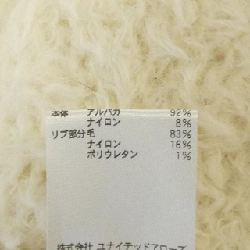 本体 アルパカ 92%
ナイロン 8%
リブ部分毛 83%
ナイロン 16%
ポリウレタン 1%
株式会社 ユナイテッドアローズ